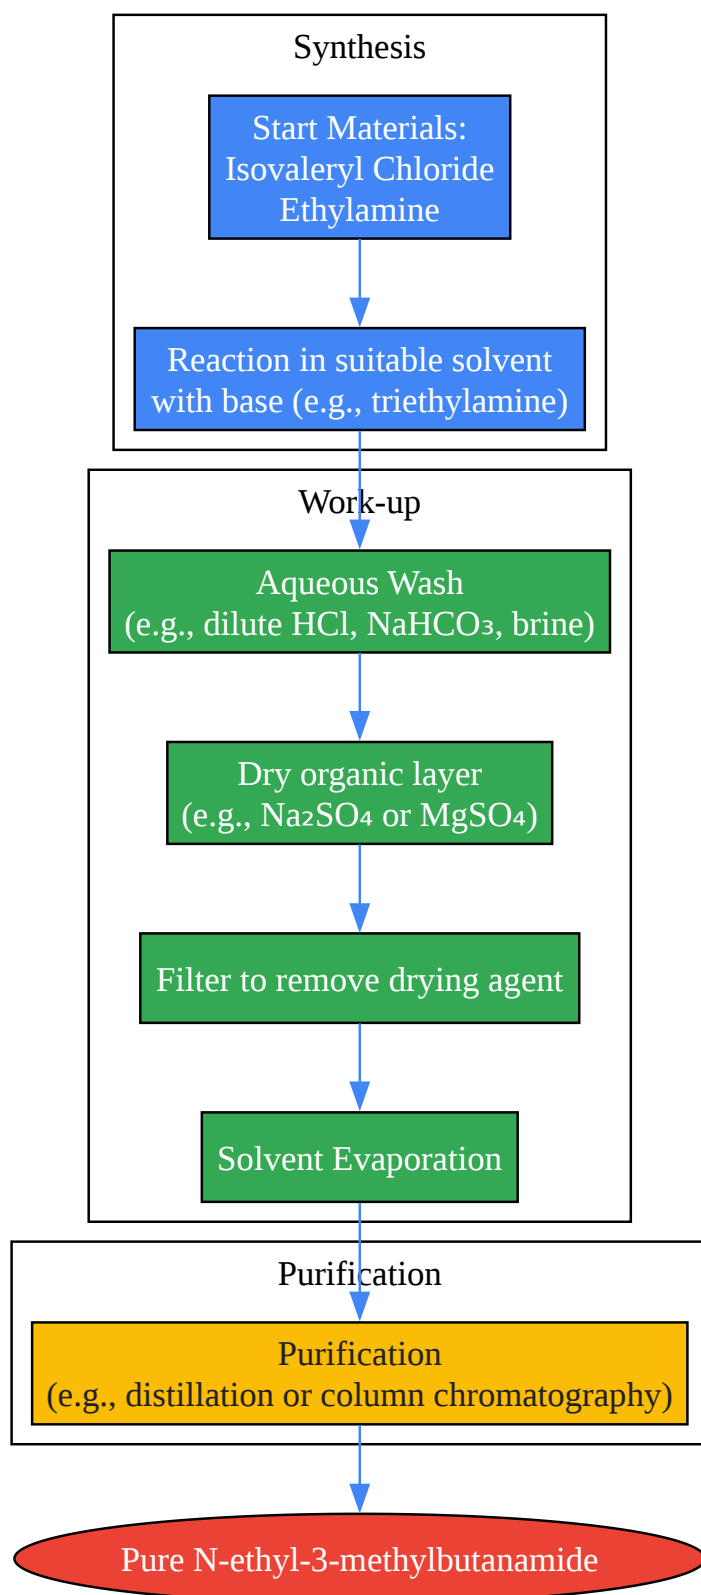 Synthesis
Start Materials:
Isovaleryl Chloride
Ethylamine
Reaction in suitable solvent
with base (e.g., triethylamine)
Work-up
Aqueous Wash
(e.g., dilute HCl, NaHCO₃, brine)
Dry organic layer
(e.g., Na₂SO₄ or MgSO₄)
Filter to remove drying agent
Solvent Evaporation
Purification
Purification
(e.g., distillation or column chromatography)
Pure N-ethyl-3-methylbutanamide